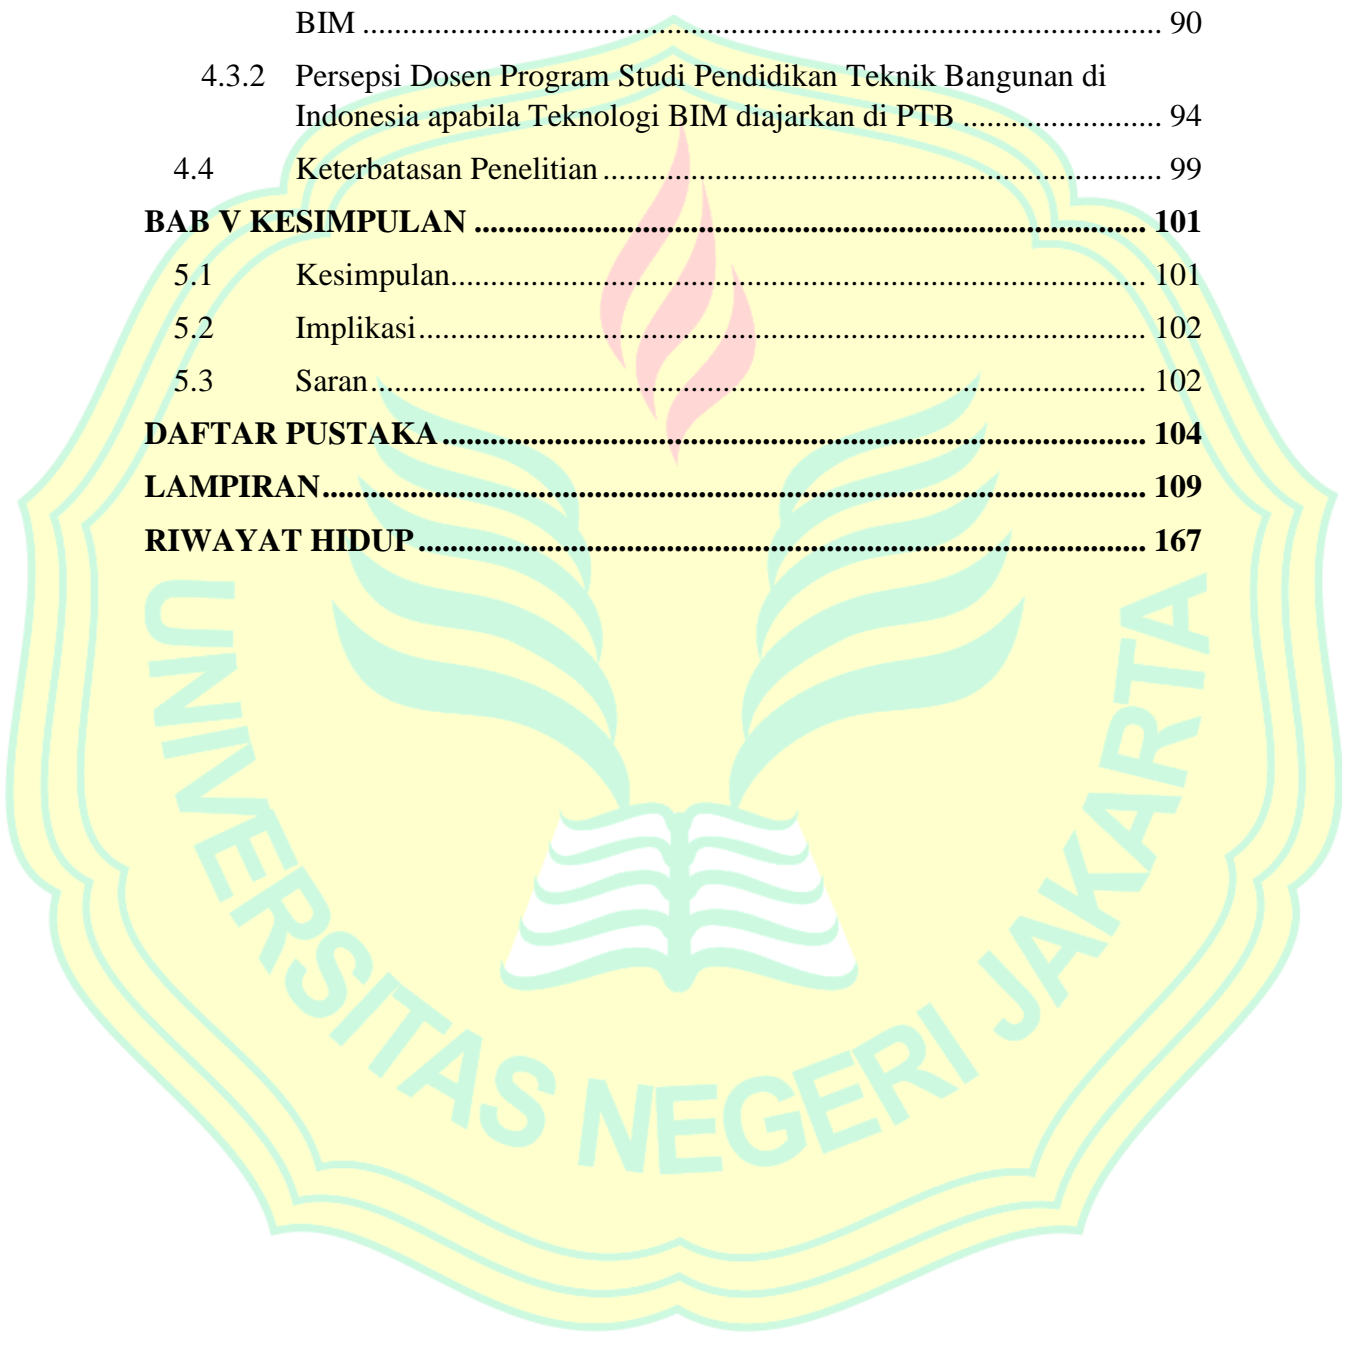 BIM ........................................................................................................ 90
4.3.2 Persepsi Dosen Program Studi Pendidikan Teknik Bangunan di
Indonesia apabila Teknologi BIM diajarkan di PTB ......................... 94
4.4 Keterbatasan Penelitian ........................................................................ 99
BAB V KESIMPULAN ..................................................................................... 101
5.1 Kesimpulan.......................................................................................... 101
5.2 Implikasi.............................................................................................. 102
5.3 Saran.................................................................................................... 102
DAFTAR PUSTAKA......................................................................................... 104
LAMPIRAN........................................................................................................ 109
RIWAYAT HIDUP............................................................................................ 167
UNIVERSITAS NEGERI JAKARTA